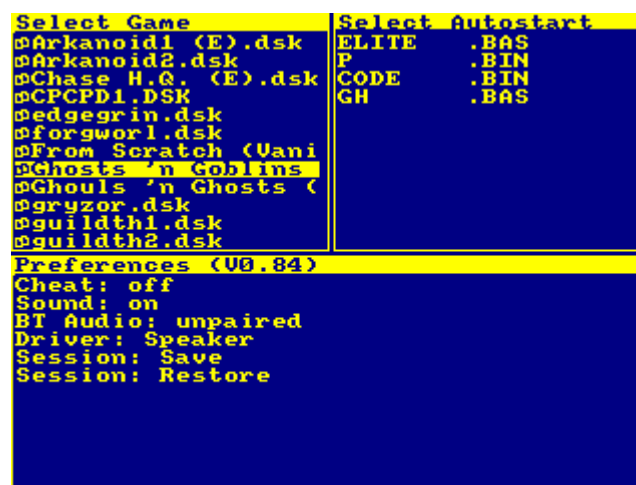 Select Game
Arkanoid1 (E).dsk
Arkanoid2.dsk
Chase H.Q. (E).dsk
CPCPD1.DSK
edgegrin.dsk
forgworl.dsk
From Scratch (Vani
Ghosts 'n Goblins
Ghouls 'n Ghosts (
gryzor.dsk
guildth1.dsk
guildth2.dsk
Select Autostart
ELITE .BAS
P .BIN
CODE .BIN
GH .BAS
Preferences (V0.84)
Cheat: off
Sound: on
BT Audio: unpaired
Driver: Speaker
Session: Save
Session: Restore